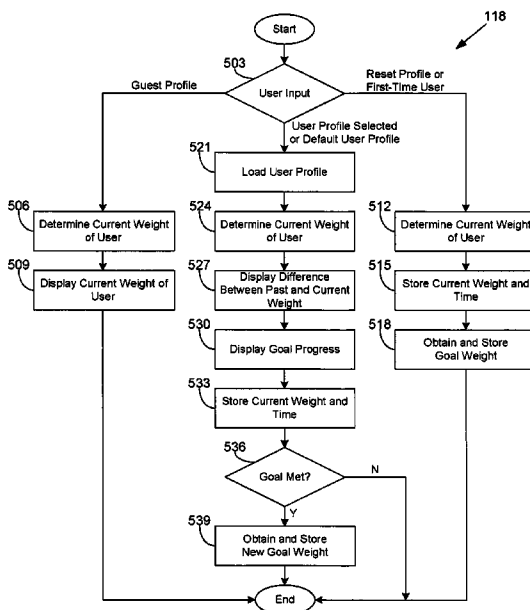 Start
118
503
Guest Profile
User Input
Reset Profile or
First-Time User
User Profile Selected
or Default User Profile
521
Load User Profile
506
Determine Current Weight
of User
524
Determine Current Weight
of User
512
Determine Current Weight
of User
509
Display Current Weight of
User
527
Display Difference
Between Past and Current
Weight
515
Store Current Weight and
Time
530
Display Goal Progress
518
Obtain and Store
Goal Weight
533
Store Current Weight and
Time
536
Goal Met?
N
Y
539
Obtain and Store
New Goal Weight
End